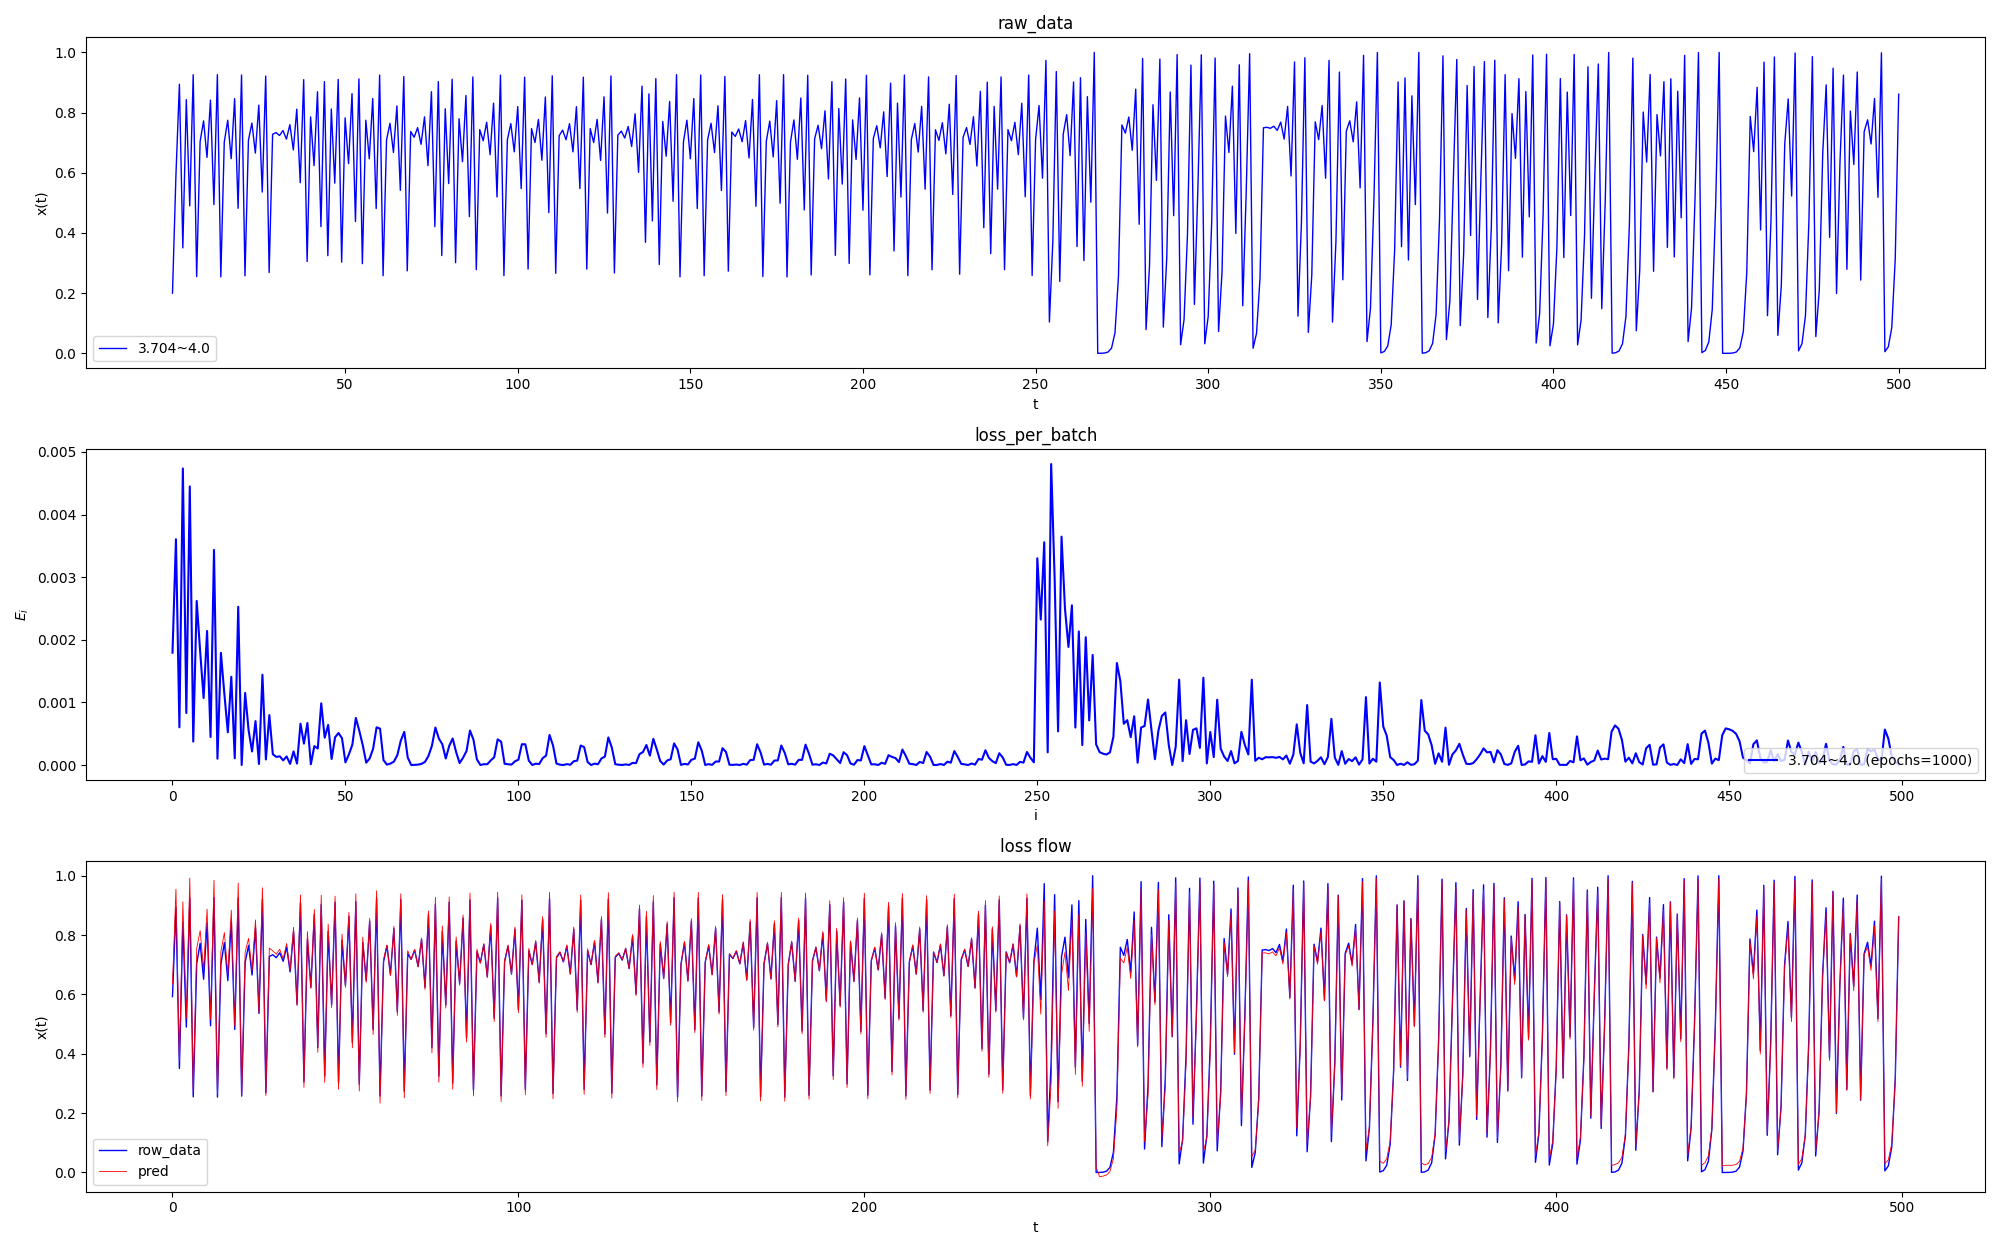 raw_data
1.0
0.8
0.6
0.4
0.2
0.0
x(t)
3.704~4.0
50 100 150 200 250 300 350 400 450 500
t
loss_per_batch
0.005
0.004
0.003
0.002
0.001
0.000
E_i
3.704~4.0 (epochs=1000)
0 50 100 150 200 250 300 350 400 450 500
i
loss flow
1.0
0.8
0.6
0.4
0.2
0.0
x(t)
row_data
pred
0 100 200 300 400 500
t